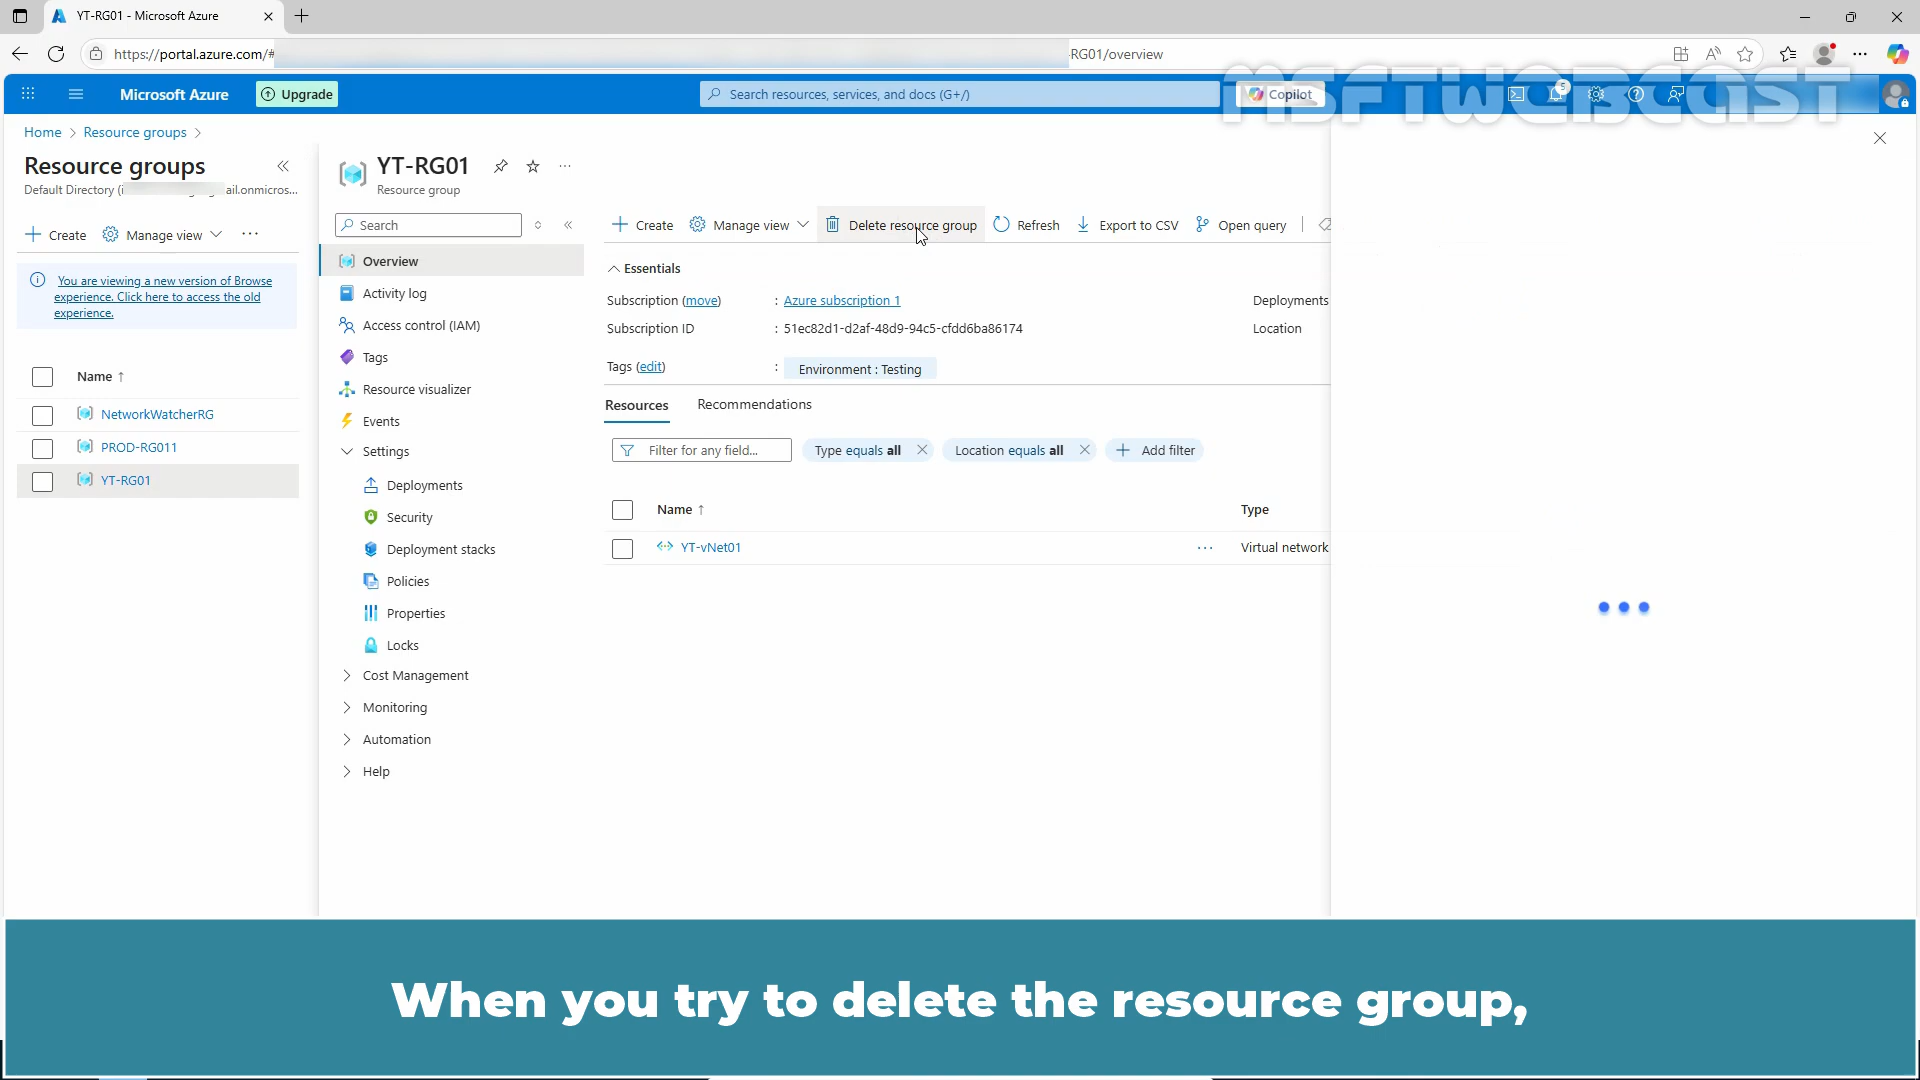 YT-RG01 - Microsoft Azure
https://portal.azure.com/#
-RG01/overview
Microsoft Azure
Upgrade
Search resources, services, and docs (G+/)
Copilot
5
MSFTWEBCAST
Home > Resource groups >
Resource groups
Default Directory (i
ail.onmicros...
Create
Manage view
You are viewing a new version of Browse
experience. Click here to access the old
experience.
Name ↑
NetworkWatcherRG
PROD-RG011
YT-RG01
YT-RG01
Resource group
Search
Overview
Activity log
Access control (IAM)
Tags
Resource visualizer
Events
Settings
Deployments
Security
Deployment stacks
Policies
Properties
Locks
Cost Management
Monitoring
Automation
Help
Create
Manage view
Delete resource group
Refresh
Export to CSV
Open query
Essentials
Subscription (move) : Azure subscription 1
Deployments
Subscription ID : 51ec82d1-d2af-48d9-94c5-cfdd6ba86174
Location
Tags (edit) : Environment : Testing
Resources Recommendations
Filter for any field...
Type equals all
Location equals all
Add filter
Name ↑ Type
YT-vNet01 ... Virtual network
When you try to delete the resource group,